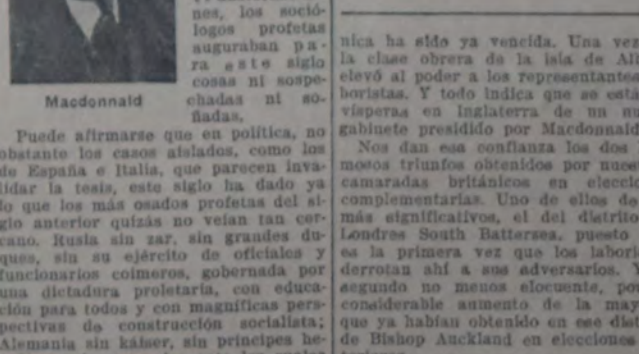 nes, los soció-
logos profetas
auguraban pa-
ra este siglo
cosas ni sospe-
chadas ni so-
ñadas.
Macdonnald
Puede afirmarse que en política, no
obstante los casos aislados, como los
de España e Italia, que parecen inva-
lidar la tesis, este siglo ha dado ya
lo que los más osados profetas del si-
glo anterior quizás no veían tan cer-
cano. Rusia sin zar, sin grandes du-
ques, sin su ejército de oficiales y
funcionarios coimeros, gobernada por
una dictadura proletaria, con educa-
ción para todos y con magníficas pers-
pectivas de construcción socialista;
Alemania sin káiser, sin príncipes he-
nica ha sido ya vencida. Una vez
la clase obrera de la isla de Al
elevó al poder a los representantes
boristas. Y todo indica que se está
vísperas en Inglaterra de un nu
gabinete presidido por Macdonald
Nos dan esa confianza los dos
mosos triunfos obtenidos por nues
camaradas británicos en elecci
complementarias. Uno de ellos de
más significativos, el del distrito
Londres South Battersea, puesto
es la primera vez que los labori
derrotan ahí a sus adversarios. Y
segundo no menos elocuente, por
considerable aumento de la may
que ya habían obtenido en ese dist
de Bishop Auckland en elecciones